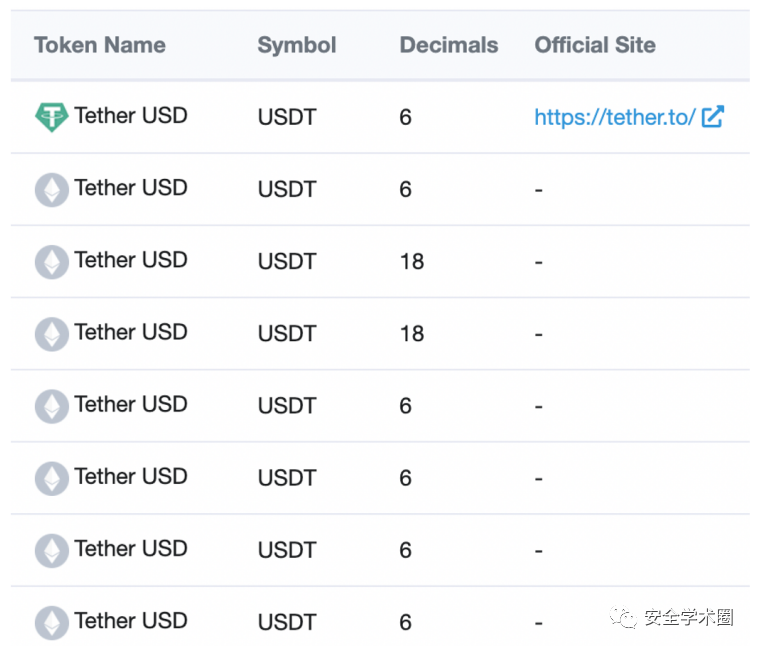 Token Name Symbol Decimals Official Site
Tether USD USDT 6 https://tether.to/
Tether USD USDT 6 -
Tether USD USDT 18 -
Tether USD USDT 18 -
Tether USD USDT 6 -
Tether USD USDT 6 -
Tether USD USDT 6 -
Tether USD USDT 6 -
安全学术圈